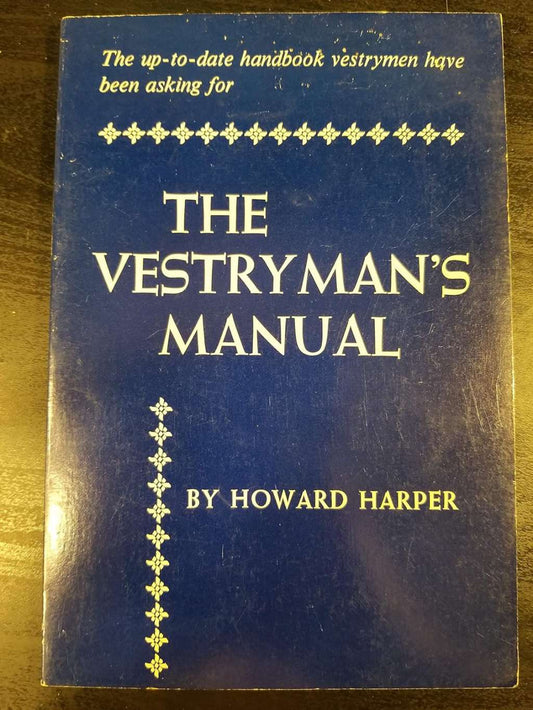 The up-to-date handbook vestrymen have
been asking for
THE
VESTRYMAN'S
MANUAL
BY HOWARD HARPER